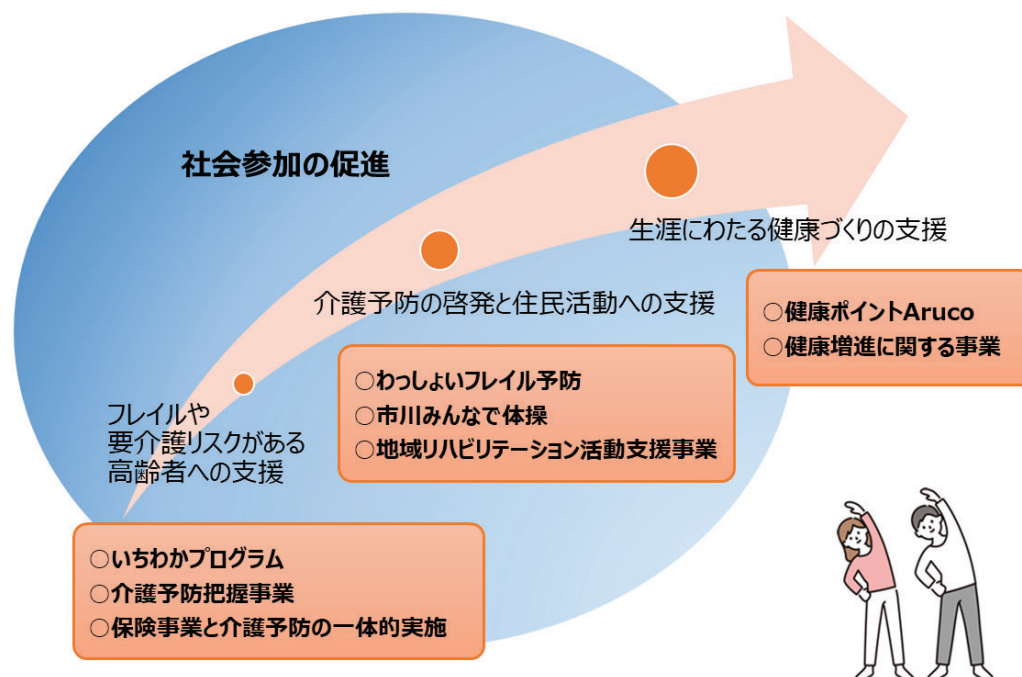 社会参加の促進
生涯にわたる健康づくりの支援
○健康ポイントAruco
○健康増進に関する事業
介護予防の啓発と住民活動への支援
○わっしょいフレイル予防
○市川みんなで体操
○地域リハビリテーション活動支援事業
フレイルや
要介護リスクがある
高齢者への支援
○いちわかプログラム
○介護予防把握事業
○保険事業と介護予防の一体的実施